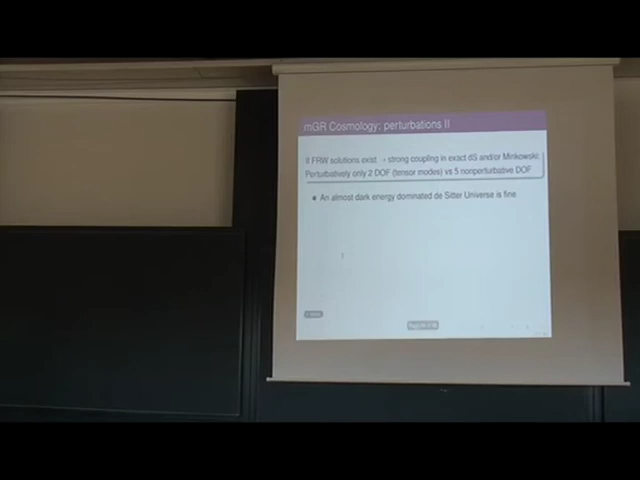 mGR Cosmology: perturbations II
If FRW solutions exist → strong coupling in exact dS and/or Minkowski:
Perturbatively only 2 DOF (tensor modes) vs 5 nonperturbative DOF
An almost dark energy dominated de Sitter Universe is fine